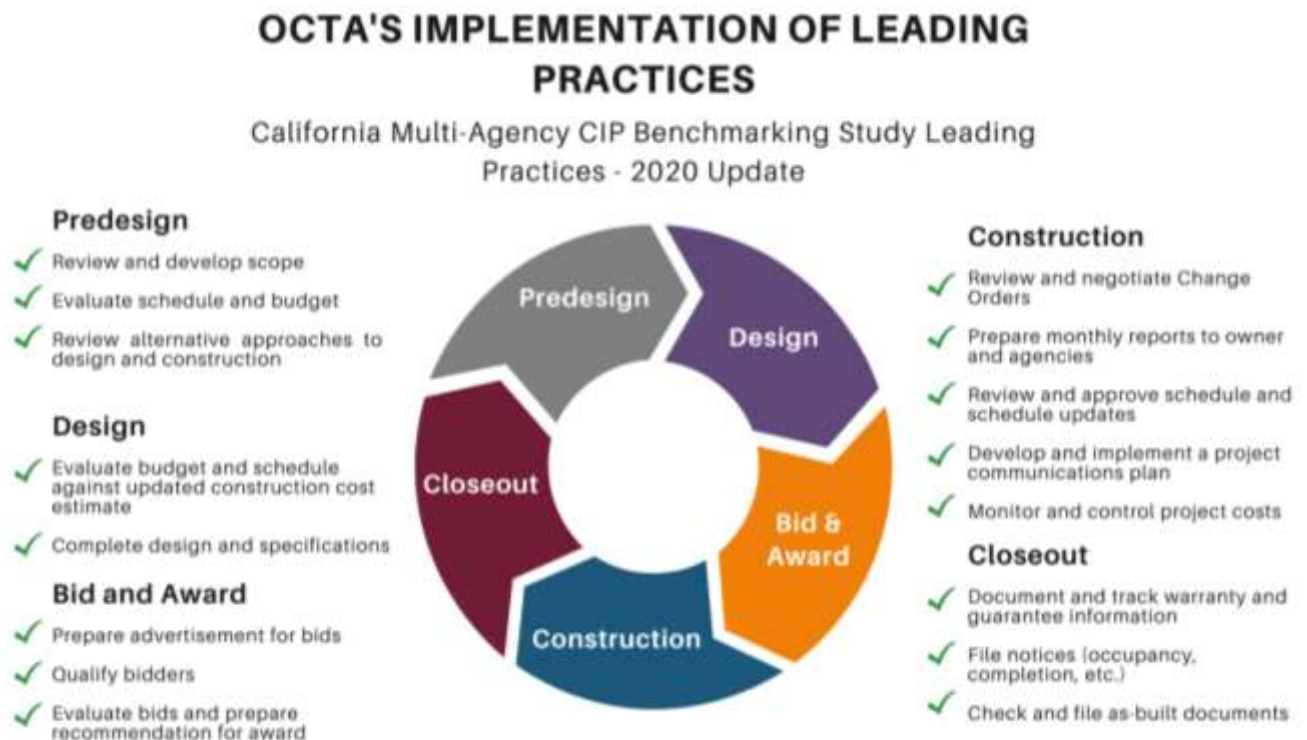 OCTA'S IMPLEMENTATION OF LEADING
PRACTICES
California Multi-Agency CIP Benchmarking Study Leading
Practices - 2020 Update
Predesign
Review and develop scope
Evaluate schedule and budget
Review alternative approaches to
design and construction
Design
Evaluate budget and schedule
against updated construction cost
estimate
Complete design and specifications
Bid and Award
Prepare advertisement for bids
Qualify bidders
Evaluate bids and prepare
recommendation for award
Predesign
Design
Bid &
Award
Construction
Closeout
Construction
Review and negotiate Change
Orders
Prepare monthly reports to owner
and agencies
Review and approve schedule and
schedule updates
Develop and implement a project
communications plan
Monitor and control project costs
Closeout
Document and track warranty and
guarantee information
File notices (occupancy,
completion, etc.)
Check and file as-built documents